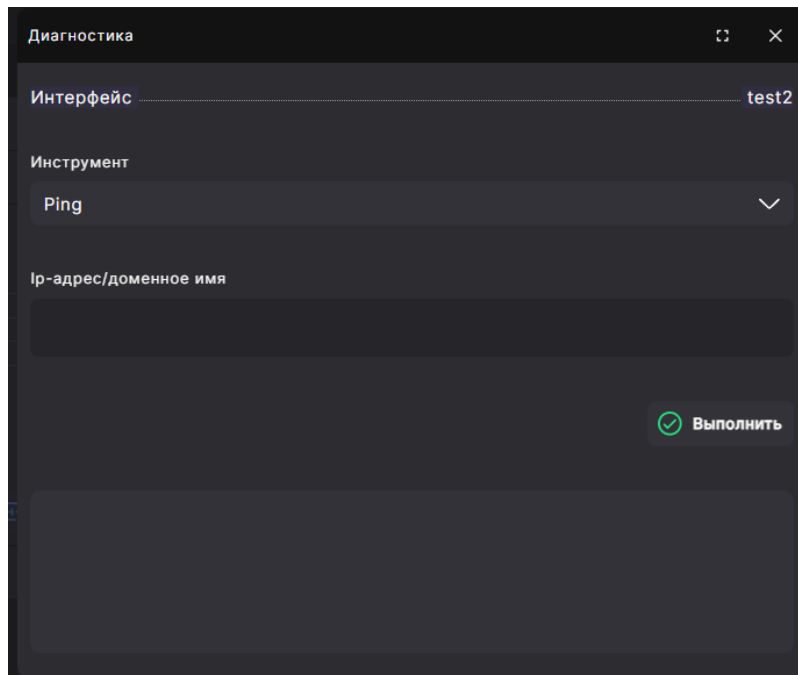 Диагностика
Интерфейс test2
Инструмент
Ping
Ip-адрес/доменное имя
Выполнить